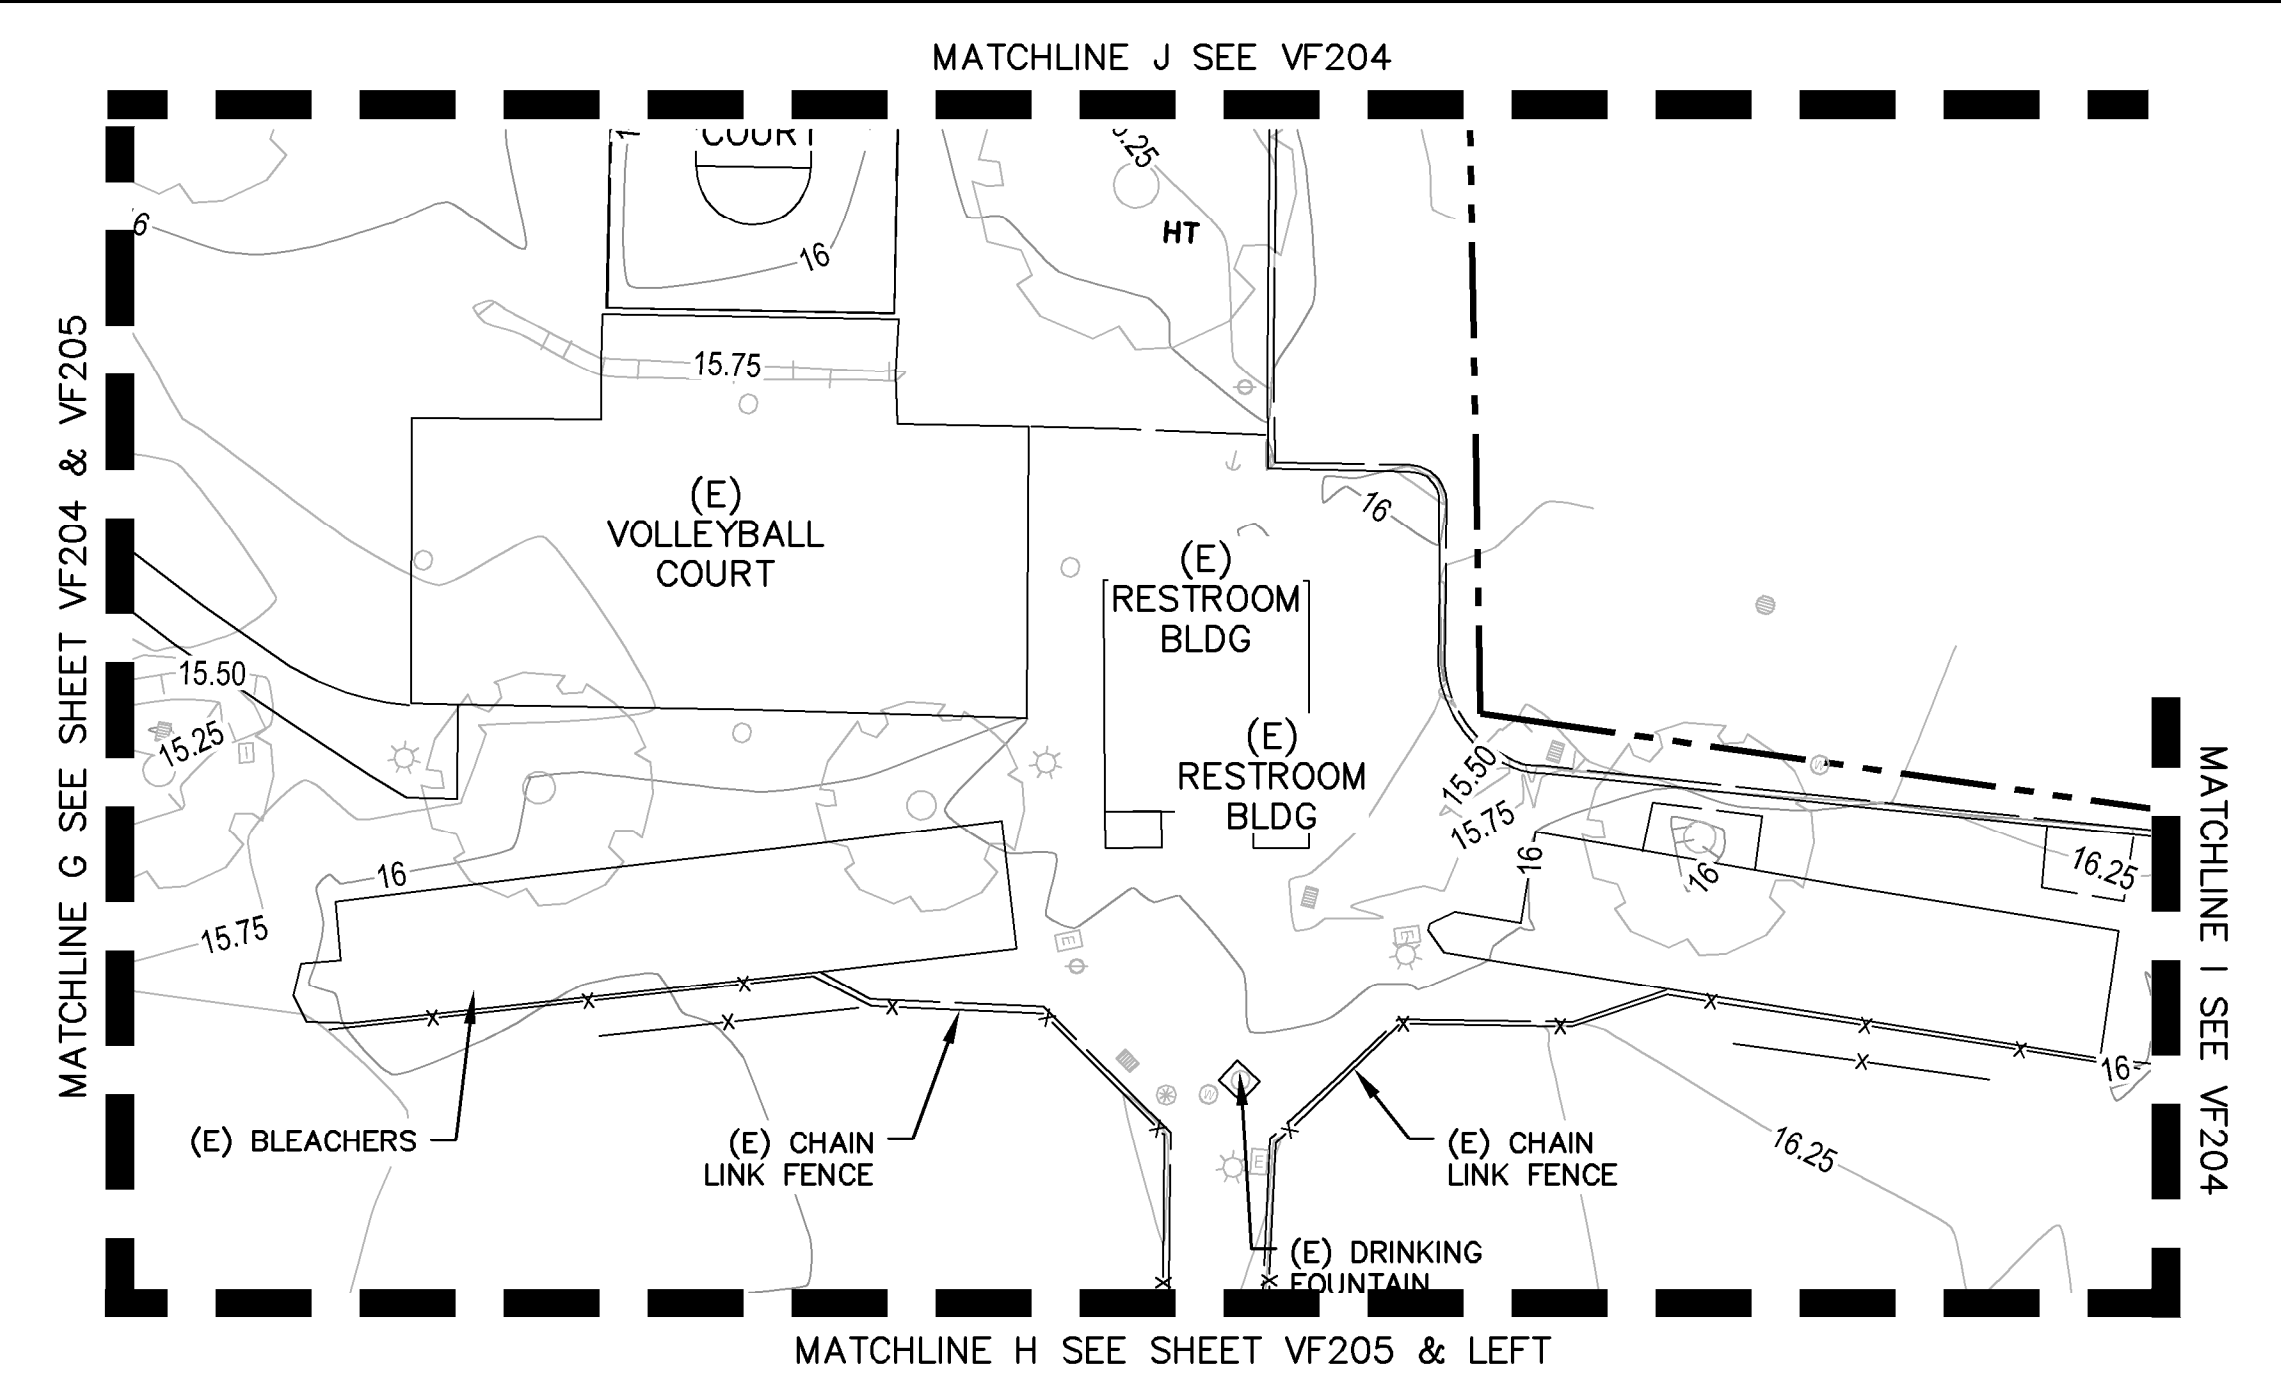 MATCHLINE J SEE VF204
COURT
.25
HT
6
16
15.75
MATCHLINE G SEE SHEET VF204 & VF205
(E)
VOLLEYBALL
COURT
16
(E)
RESTROOM
BLDG
15.50
15.25
(E)
RESTROOM
BLDG
15.50
15.75
16
16
16.25
MATCHLINE I SEE VF204
16
15.75
16
(E) BLEACHERS
(E) CHAIN
LINK FENCE
(E) CHAIN
LINK FENCE
16.25
(E) DRINKING
FOUNTAIN
MATCHLINE H SEE SHEET VF205 & LEFT